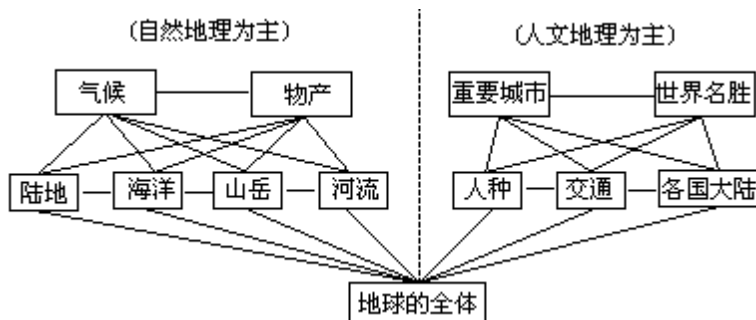 (自然地理为主) (人文地理为主)
气候 物产 重要城市 世界名胜
陆地 海洋 山岳 河流 人种 交通 各国大陆
地球的全体